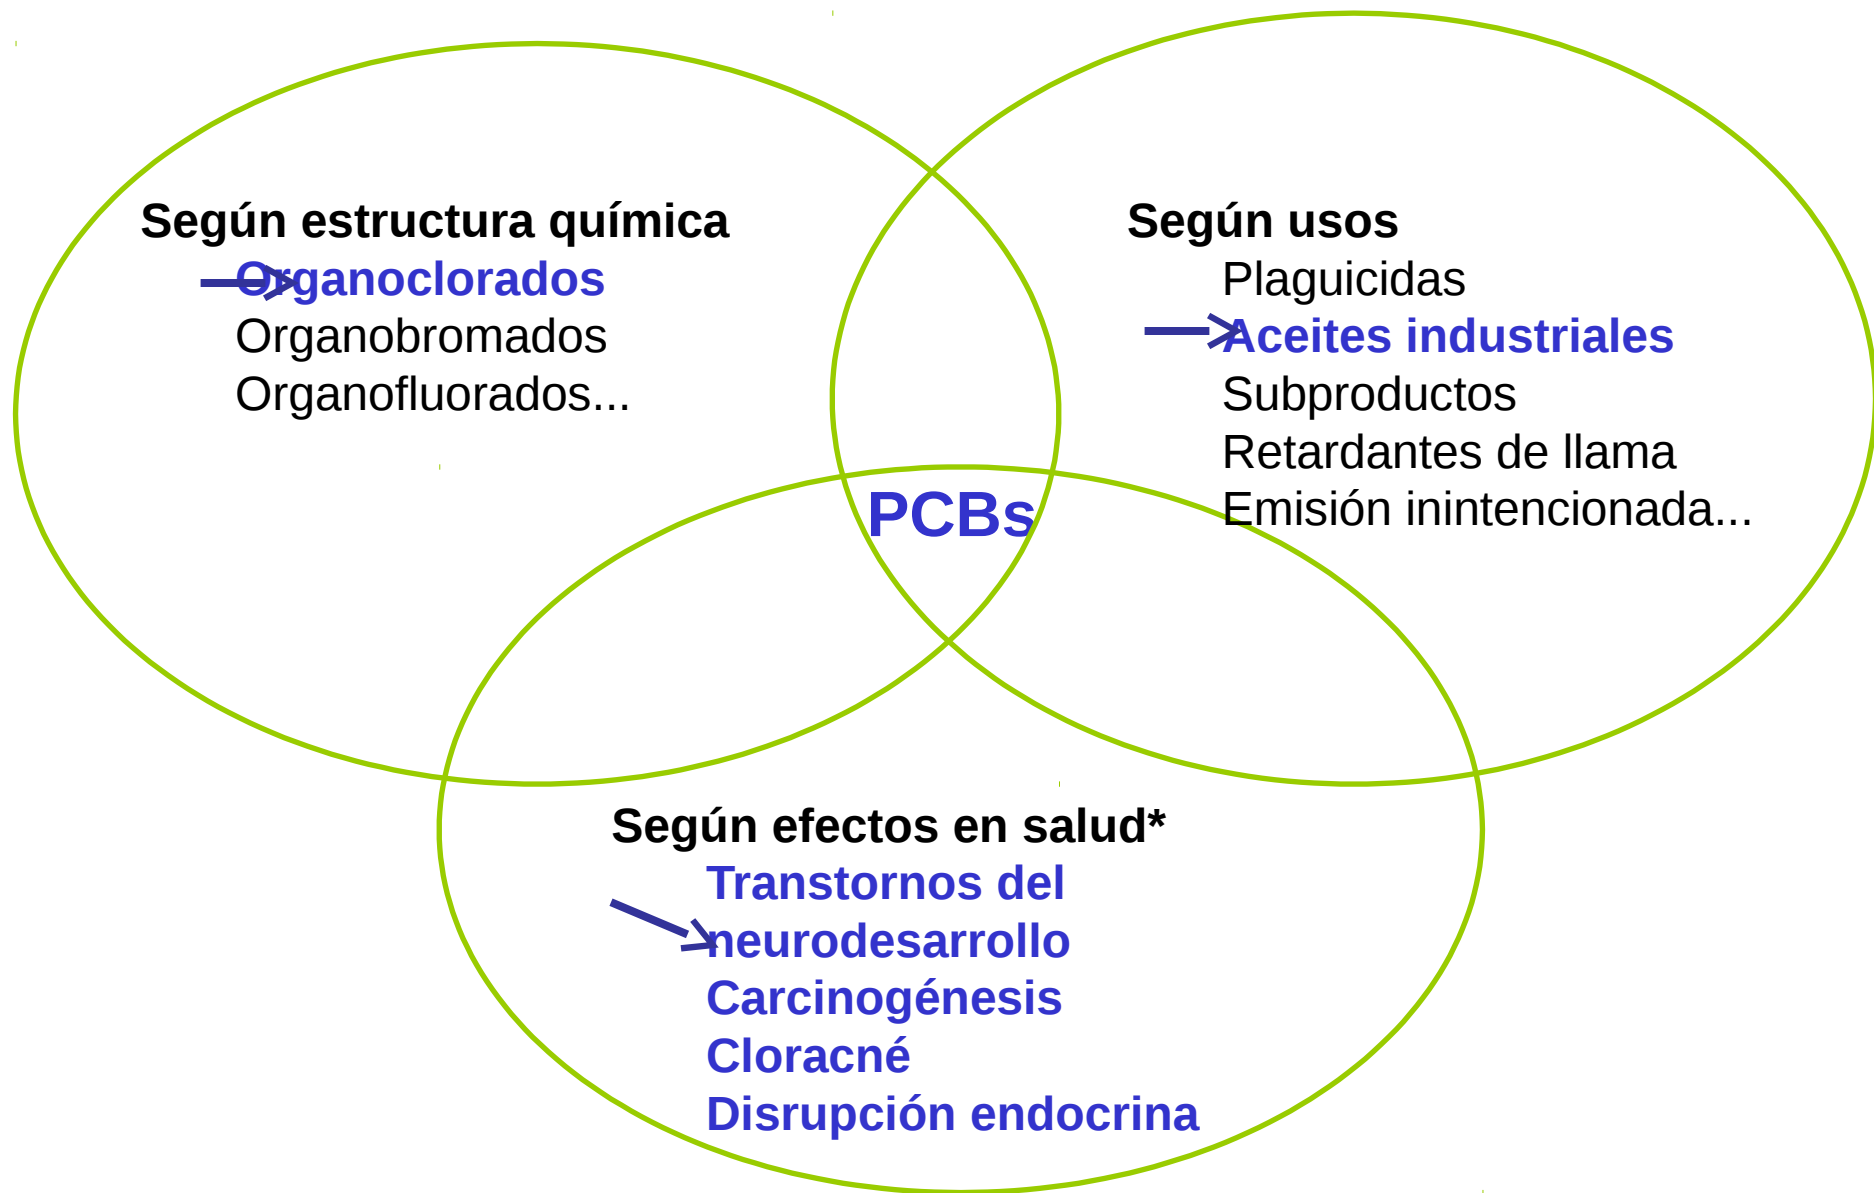 Según estructura química
Organoclorados
Organobromados
Organofluorados...
Según usos
Plaguicidas
Aceites industriales
Subproductos
Retardantes de llama
Emisión inintencionada...
PCBs
Según efectos en salud*
Transtornos del
neurodesarrollo
Carcinogénesis
Cloracné
Disrupción endocrina